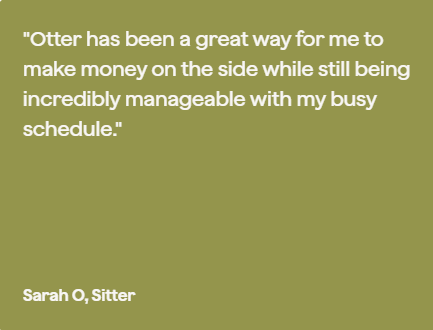 "Otter has been a great way for me to
make money on the side while still being
incredibly manageable with my busy
schedule."
Sarah O, Sitter